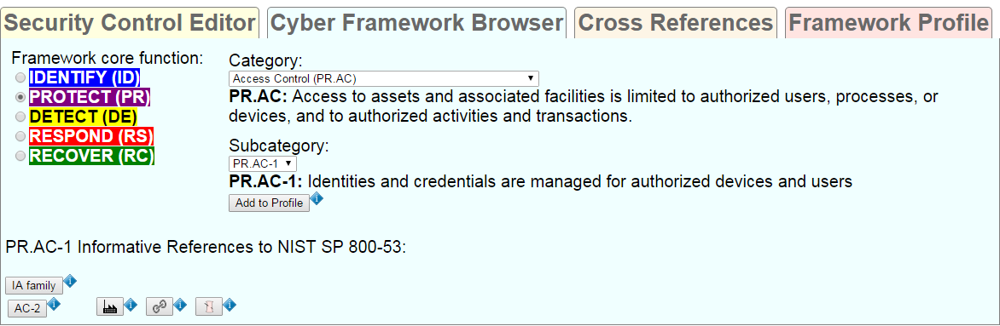 Security Control Editor
Cyber Framework Browser
Cross References
Framework Profile
Framework core function:
IDENTIFY (ID)
PROTECT (PR)
DETECT (DE)
RESPOND (RS)
RECOVER (RC)
Category:
Access Control (PR.AC)
PR.AC: Access to assets and associated facilities is limited to authorized users, processes, or
devices, and to authorized activities and transactions.
Subcategory:
PR.AC-1
PR.AC-1: Identities and credentials are managed for authorized devices and users
Add to Profile
PR.AC-1 Informative References to NIST SP 800-53:
IA family
AC-2